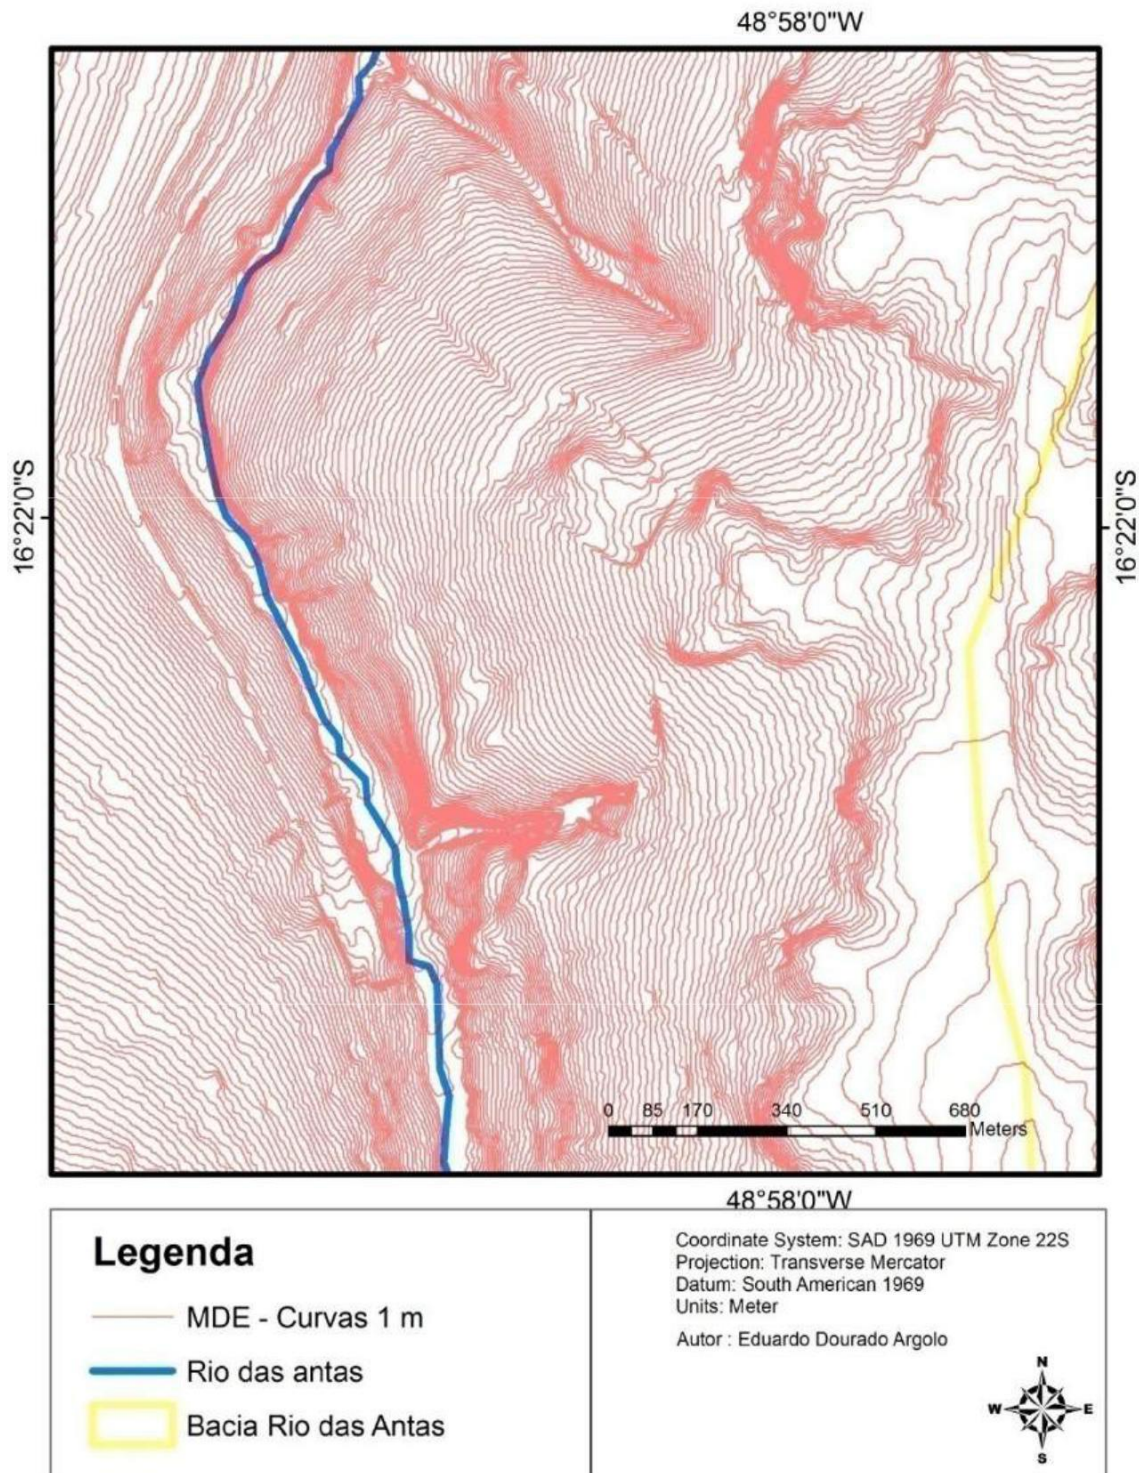 48°58'0"W
16°22'0"S
16°22'0"S
0 85 170 340 510 680
Meters
48°58'0"W
Legenda
MDE - Curvas 1 m
Rio das antas
Bacia Rio das Antas
Coordinate System: SAD 1969 UTM Zone 22S
Projection: Transverse Mercator
Datum: South American 1969
Units: Meter
Autor : Eduardo Dourado Argolo
N
W E
S